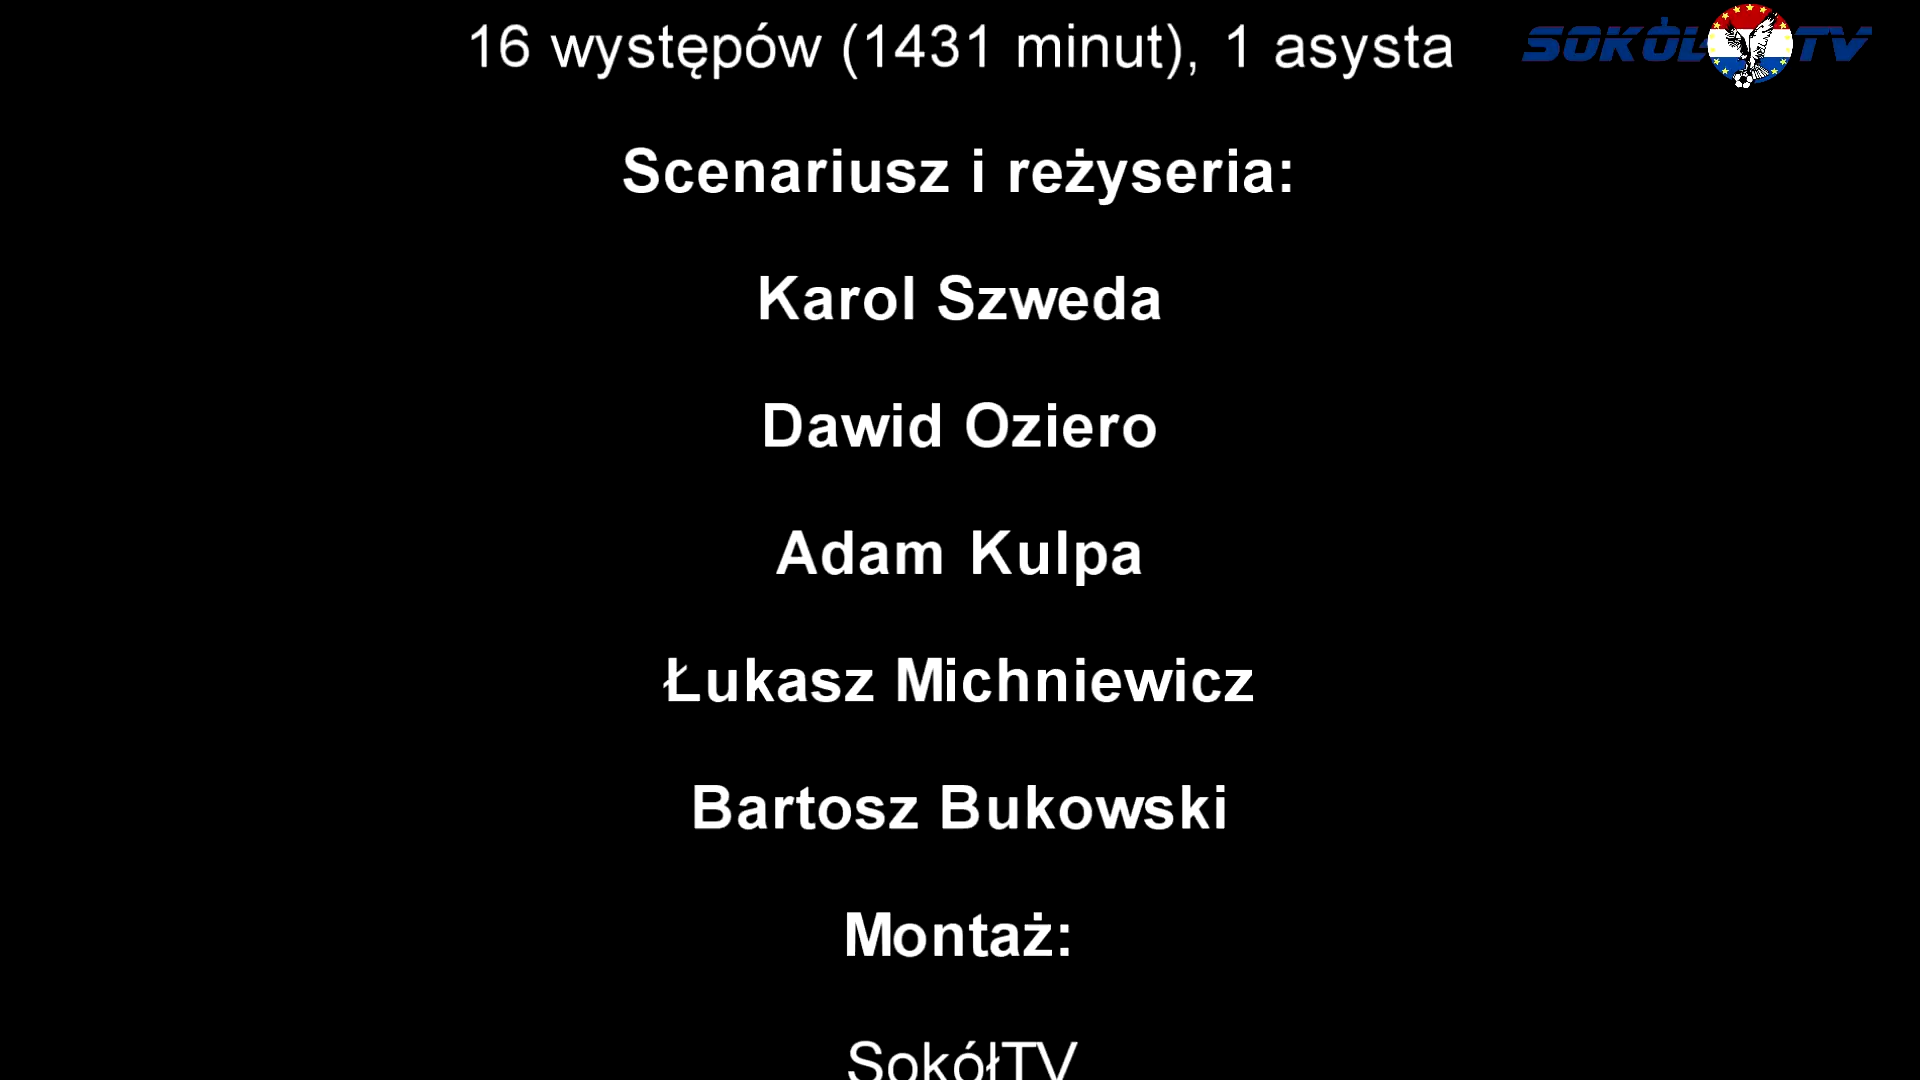 16 występów (1431 minut), 1 asysta
SOKÓŁ TV
Scenariusz i reżyseria:
Karol Szweda
Dawid Oziero
Adam Kulpa
Łukasz Michniewicz
Bartosz Bukowski
Montaż:
SokółTV